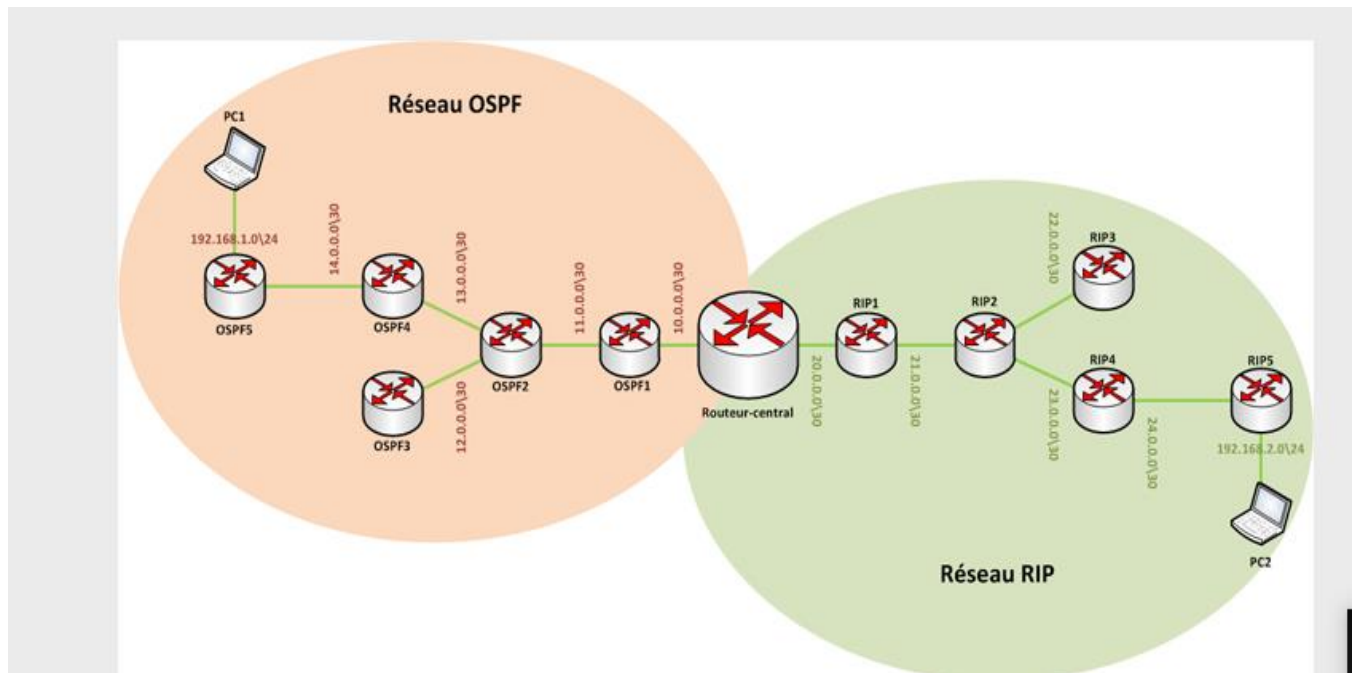 Réseau OSPF
PC1
192.168.1.0\24
14.0.0.0\30
13.0.0.0\30
OSPF5
OSPF4
11.0.0.0\30
10.0.0.0\30
OSPF2
OSPF1
OSPF3
12.0.0.0\30
Routeur-central
20.0.0.0\30
RIP1
21.0.0.0\30
RIP2
22.0.0.0\30
RIP3
RIP4
23.0.0.0\30
24.0.0.0\30
RIP5
192.168.2.0\24
PC2
Réseau RIP